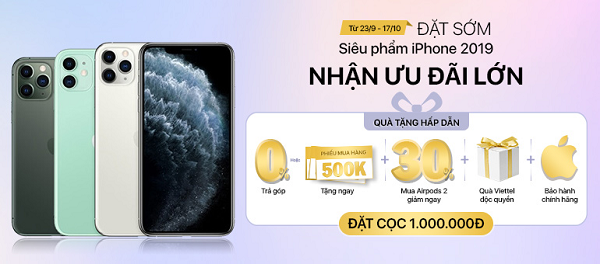 Từ 23/9 - 17/10 ĐẶT SỚM
Siêu phẩm iPhone 2019
NHẬN ƯU ĐÃI LỚN
QUÀ TẶNG HẤP DẪN
0%
Trả góp
PHIẾU MUA HÀNG
500K
Tặng ngay
+
30%
Mua Airpods 2
giảm ngay
+
Quà Viettel
độc quyền
+
Bảo hành
chính hãng
ĐẶT CỌC 1.000.000Đ